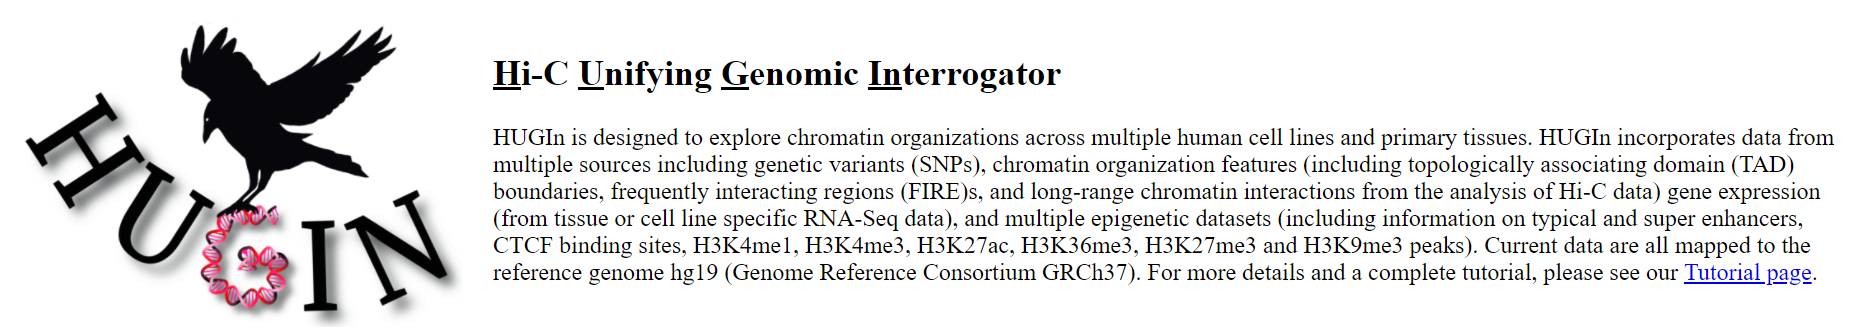 HUGIN
Hi-C Unifying Genomic Interrogator
HUGIn is designed to explore chromatin organizations across multiple human cell lines and primary tissues. HUGIn incorporates data from
multiple sources including genetic variants (SNPs), chromatin organization features (including topologically associating domain (TAD)
boundaries, frequently interacting regions (FIRE)s, and long-range chromatin interactions from the analysis of Hi-C data) gene expression
(from tissue or cell line specific RNA-Seq data), and multiple epigenetic datasets (including information on typical and super enhancers,
CTCF binding sites, H3K4me1, H3K4me3, H3K27ac, H3K36me3, H3K27me3 and H3K9me3 peaks). Current data are all mapped to the
reference genome hg19 (Genome Reference Consortium GRCh37). For more details and a complete tutorial, please see our Tutorial page.